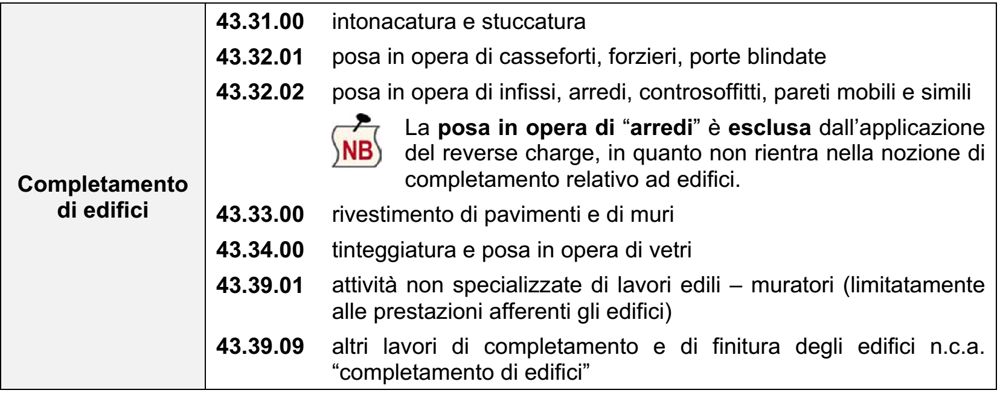 Completamento
di edifici
43.31.00 intonacatura e stuccatura
43.32.01 posa in opera di casseforti, forzieri, porte blindate
43.32.02 posa in opera di infissi, arredi, controsoffitti, pareti mobili e simili
NB
La posa in opera di “arredi” è esclusa dall’applicazione
del reverse charge, in quanto non rientra nella nozione di
completamento relativo ad edifici.
43.33.00 rivestimento di pavimenti e di muri
43.34.00 tinteggiatura e posa in opera di vetri
43.39.01 attività non specializzate di lavori edili – muratori (limitatamente
alle prestazioni afferenti gli edifici)
43.39.09 altri lavori di completamento e di finitura degli edifici n.c.a.
“completamento di edifici”